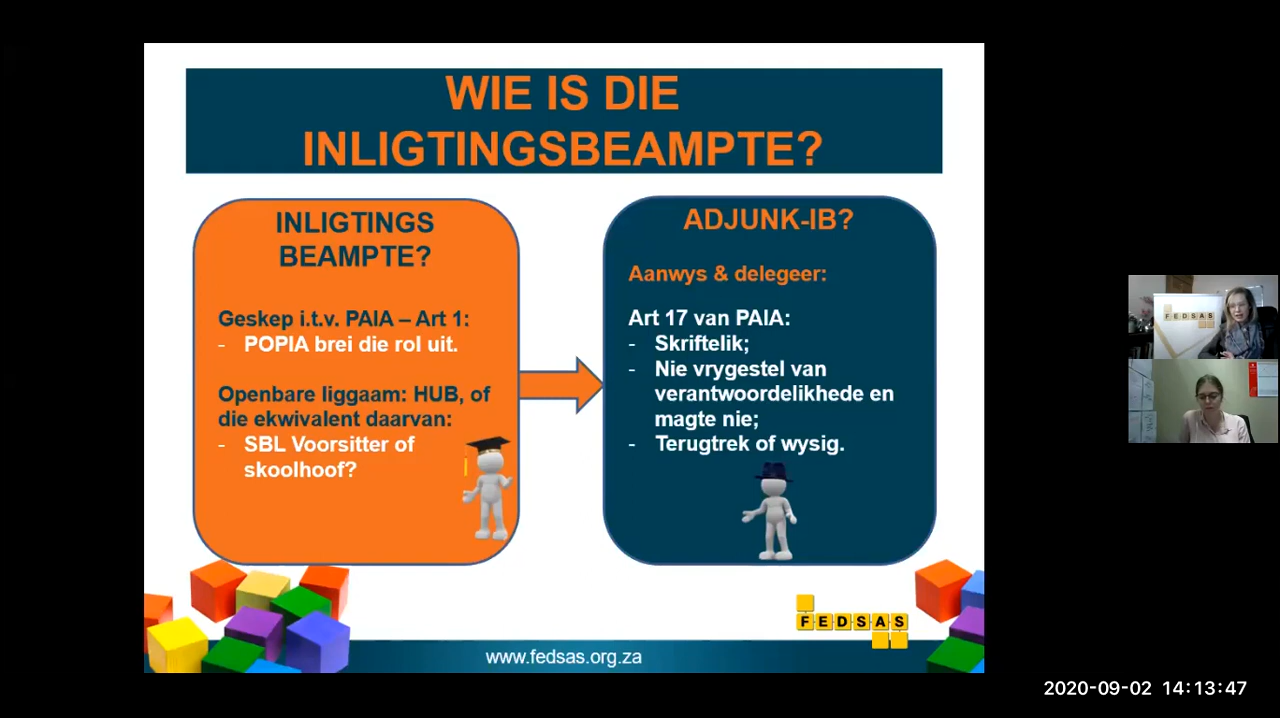 WIE IS DIE
INLIGTINGSBEAMPTE?
INLIGTINGS
BEAMPTE?
Geskep i.t.v. PAIA – Art 1:
- POPIA brei die rol uit.
Openbare liggaam: HUB, of
die ekwivalent daarvan:
- SBL Voorsitter of
skoolhoof?
ADJUNK-IB?
Aanwys & delegeer:
Art 17 van PAIA:
- Skriftelik;
- Nie vrygestel van
verantwoordelikhede en
magte nie;
- Terugtrek of wysig.
FEDSAS
www.fedsas.org.za
FEDSAS
2020-09-02 14:13:47